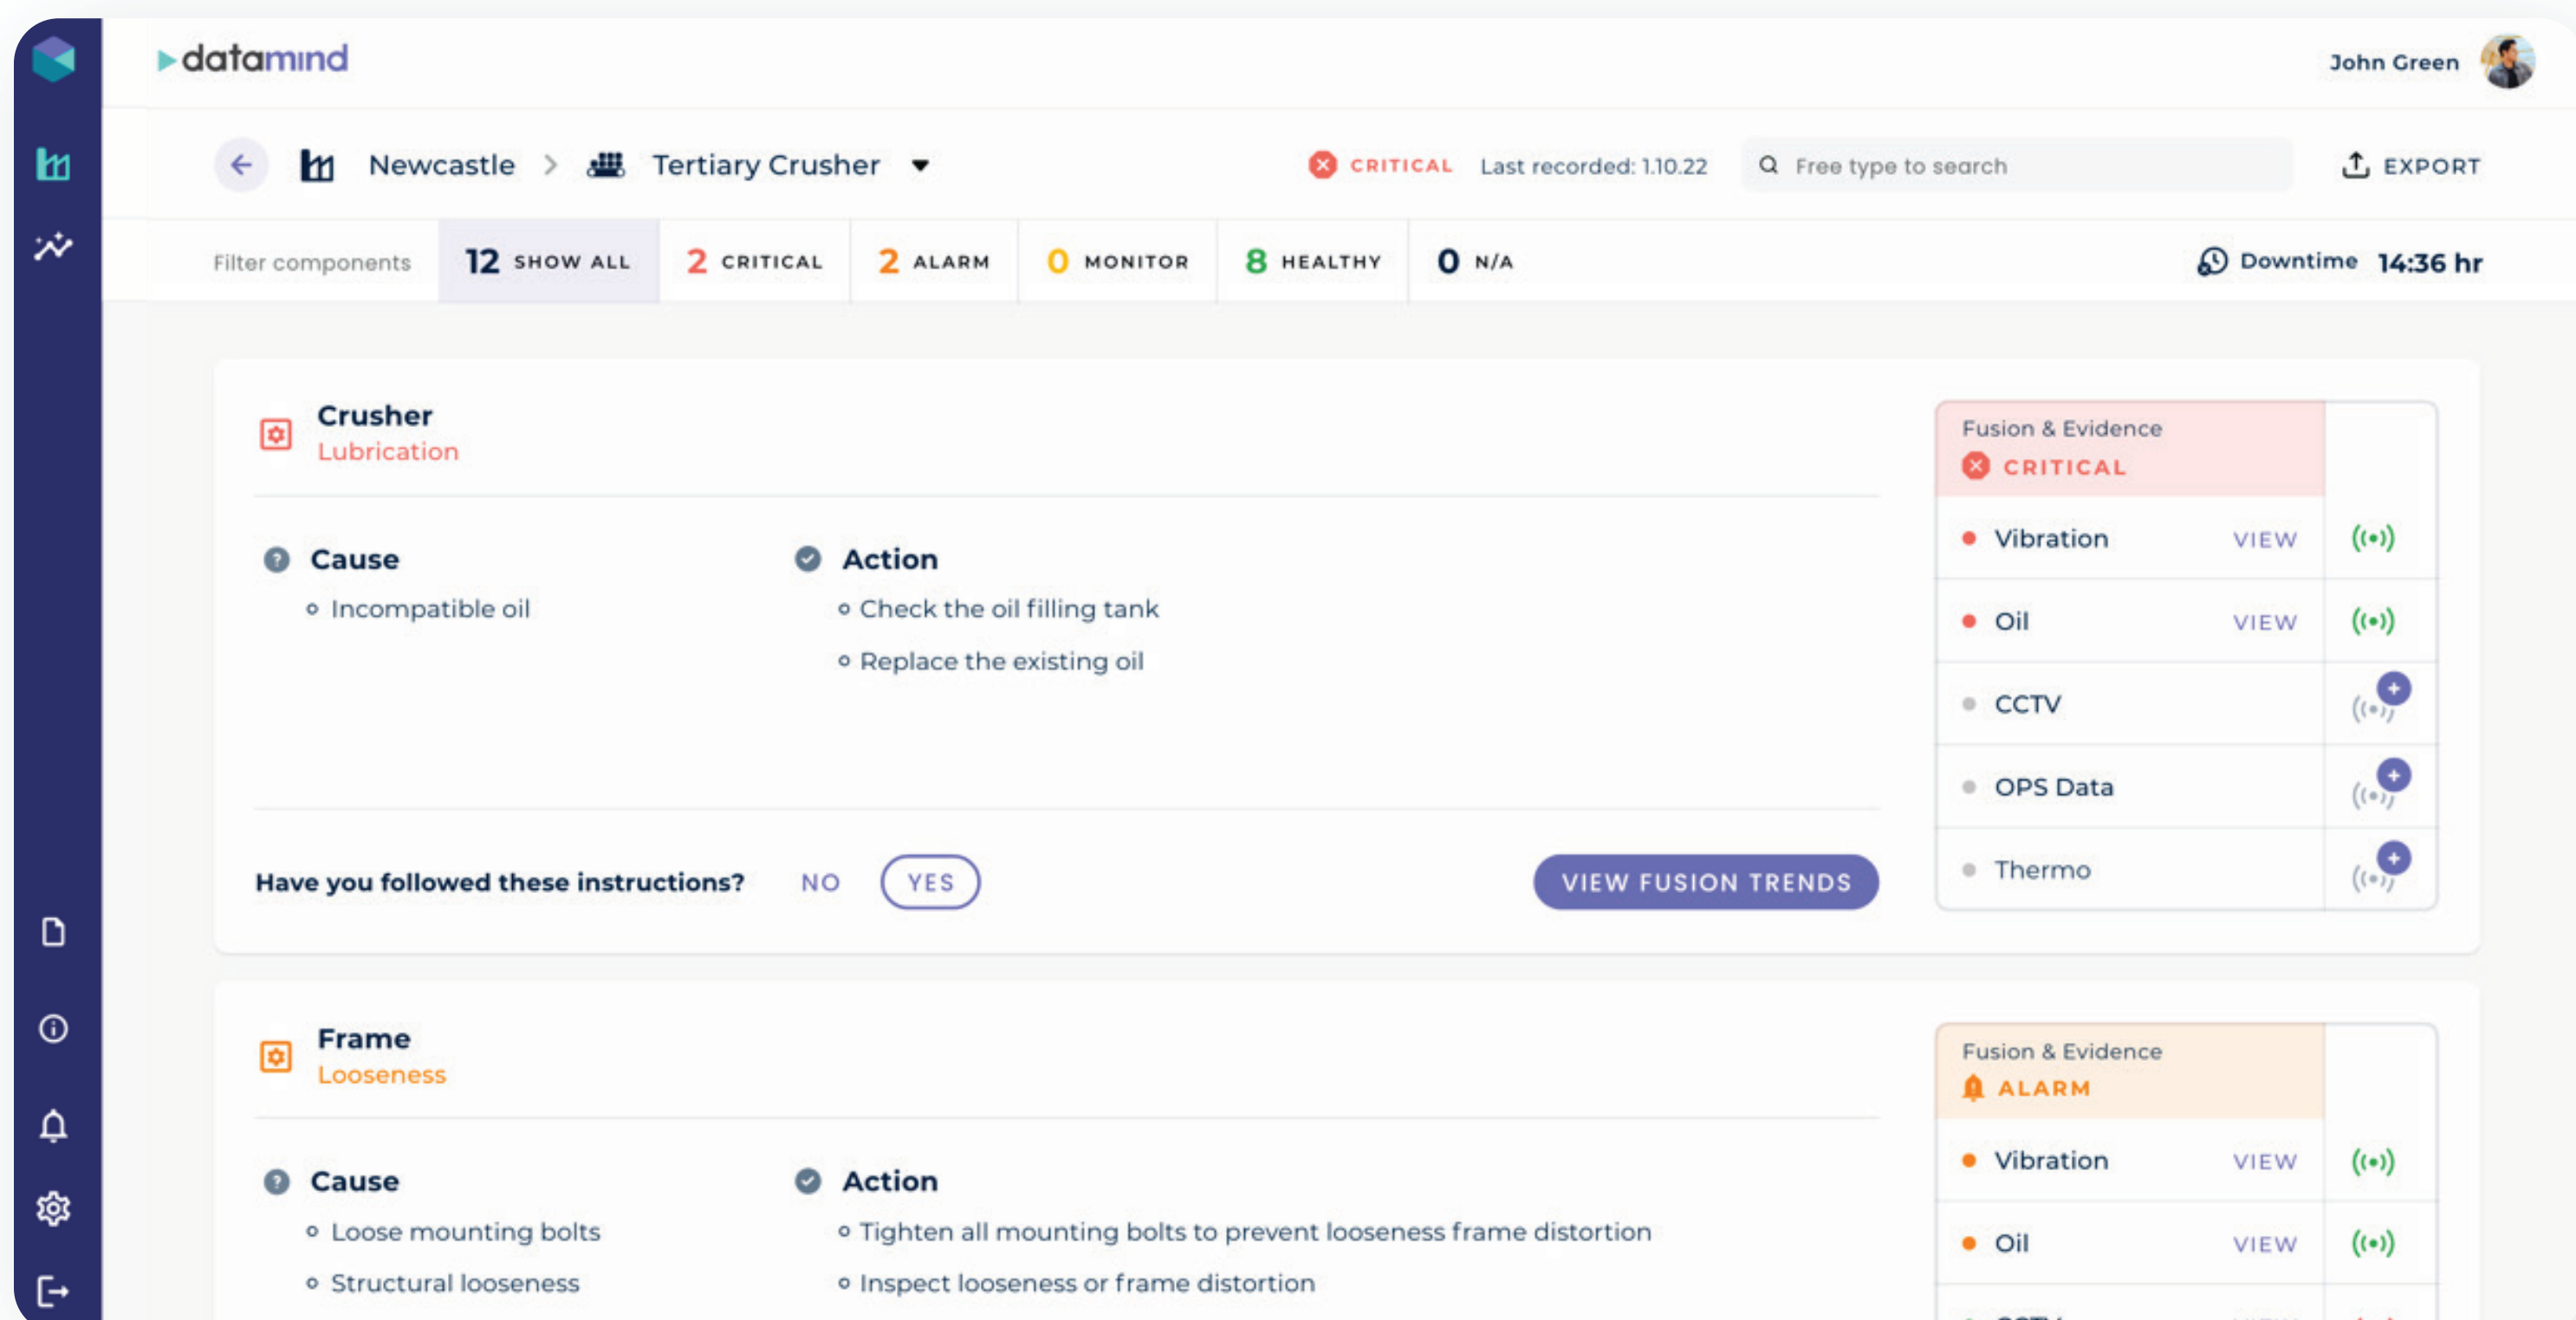 datamind
John Green
Newcastle > Tertiary Crusher
CRITICAL Last recorded: 1.10.22
Free type to search
EXPORT
Filter components
12 SHOW ALL
2 CRITICAL
2 ALARM
0 MONITOR
8 HEALTHY
0 N/A
Downtime 14:36 hr
Crusher
Lubrication
Cause
Incompatible oil
Action
Check the oil filling tank
Replace the existing oil
Have you followed these instructions? NO YES
VIEW FUSION TRENDS
Fusion & Evidence
CRITICAL
Vibration VIEW
Oil VIEW
CCTV
OPS Data
Thermo
Frame
Looseness
Cause
Loose mounting bolts
Structural looseness
Action
Tighten all mounting bolts to prevent looseness frame distortion
Inspect looseness or frame distortion
Fusion & Evidence
ALARM
Vibration VIEW
Oil VIEW